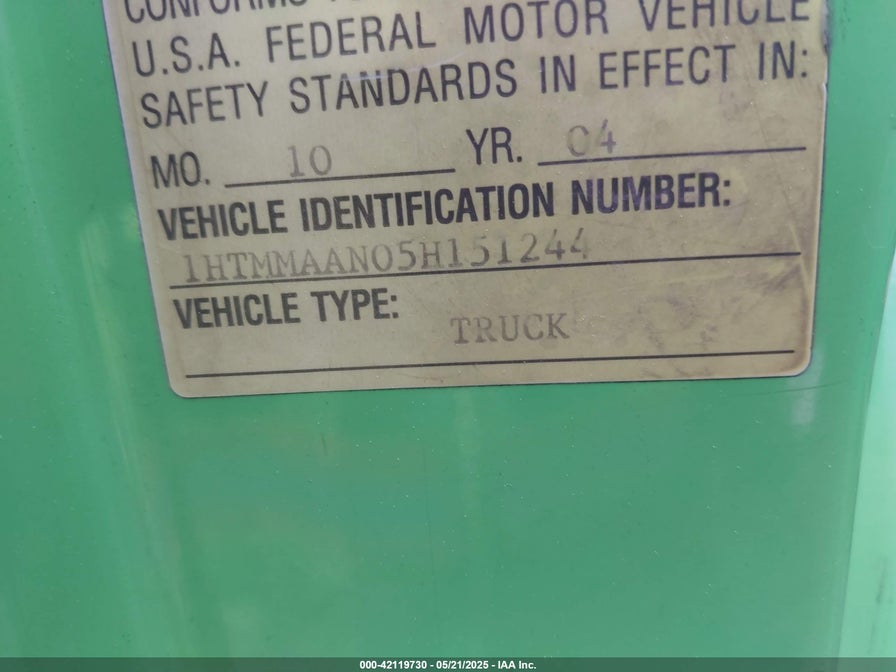 CONFORMS
U.S.A. FEDERAL MOTOR VEHICLE
SAFETY STANDARDS IN EFFECT IN:
MO. 10 YR. 04
VEHICLE IDENTIFICATION NUMBER:
1HTMMAAN05H151244
VEHICLE TYPE:
TRUCK
000-42119730 - 05/21/2025 - IAA Inc.